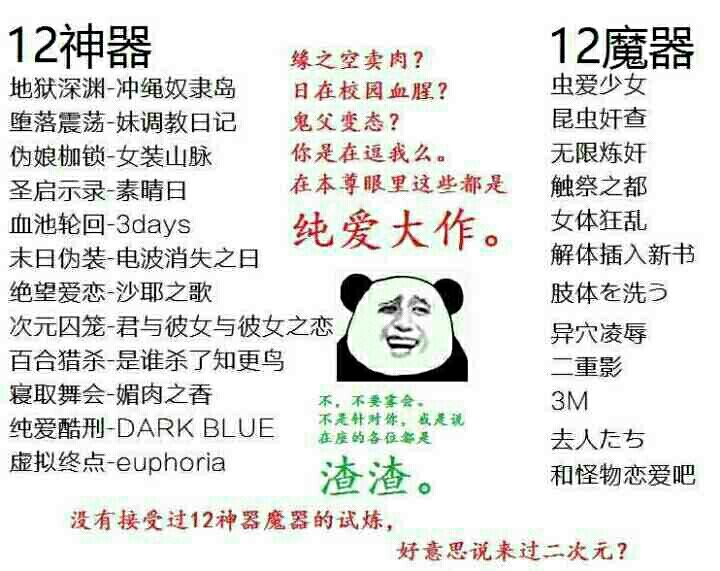 12神器
地狱深渊-冲绳奴隶岛
堕落震荡-妹调教日记
伪娘枷锁-女装山脉
圣启示录-素晴日
血池轮回-3days
末日伪装-电波消失之日
绝望爱恋-沙耶之歌
次元囚笼-君与彼女与彼女之恋
百合猎杀-是谁杀了知更鸟
寝取舞会-媚肉之香
纯爱酷刑-DARK BLUE
虚拟终点-euphoria
缘之空卖肉?
日在校园血腥?
鬼父变态?
你是在逗我么。
在本尊眼里这些都是
纯爱大作。
不,不要雾会。
不是针对你,或是说
在座的各位都是
渣渣。
12魔器
虫爱少女
昆虫奸查
无限炼奸
触祭之都
女体狂乱
解体插入新书
肢体を洗う
异穴凌辱
二重影
3M
去人たち
和怪物恋爱吧
没有接受过12神器魔器的试炼,
好意思说来过二次元?